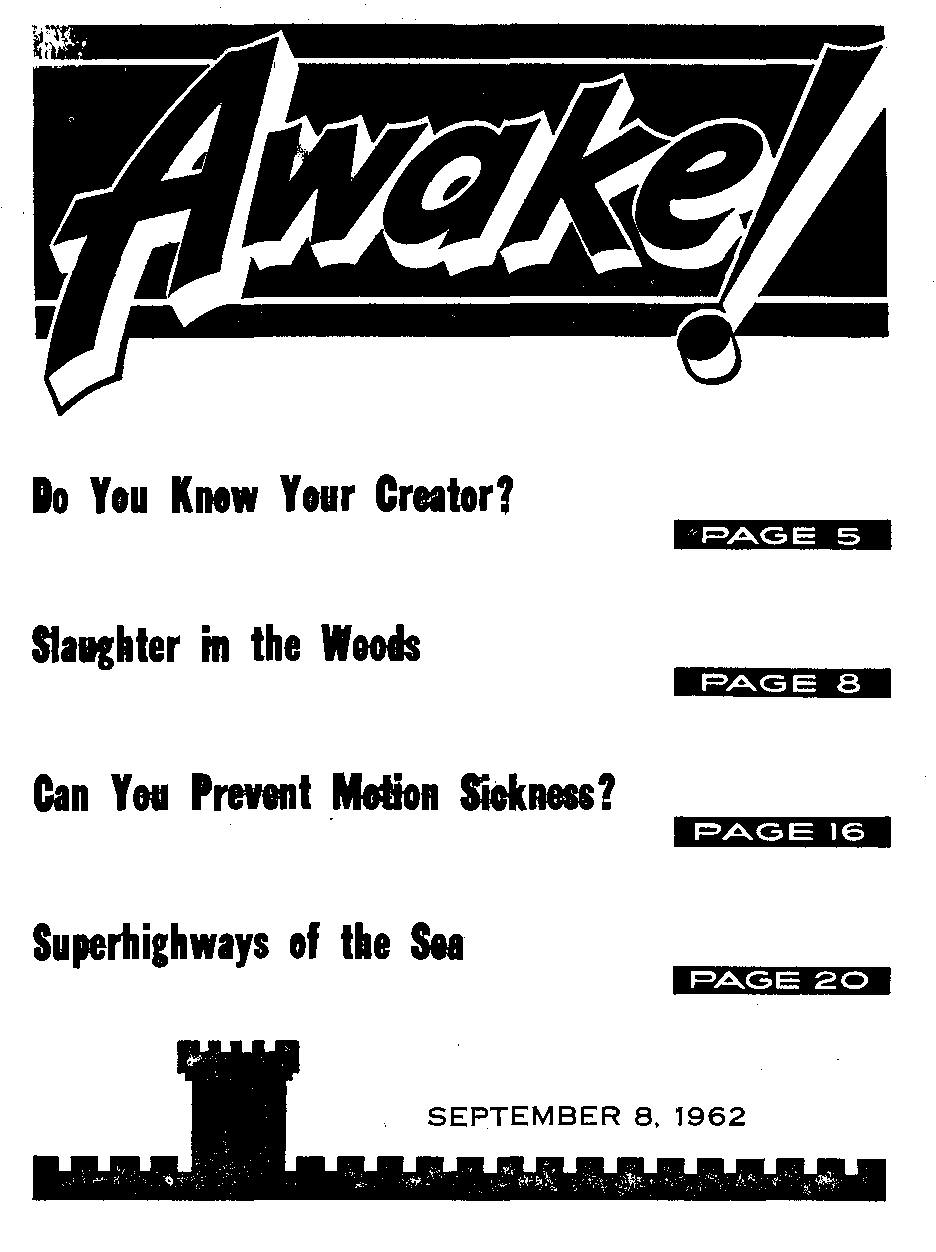 Awake!
Do You Know Your Creator?
PAGE 5
Slaughter in the Woods
PAGE 8
Can You Prevent Motion Sickness?
PAGE 16
Superhighways of the Sea
PAGE 20
SEPTEMBER 8, 1962